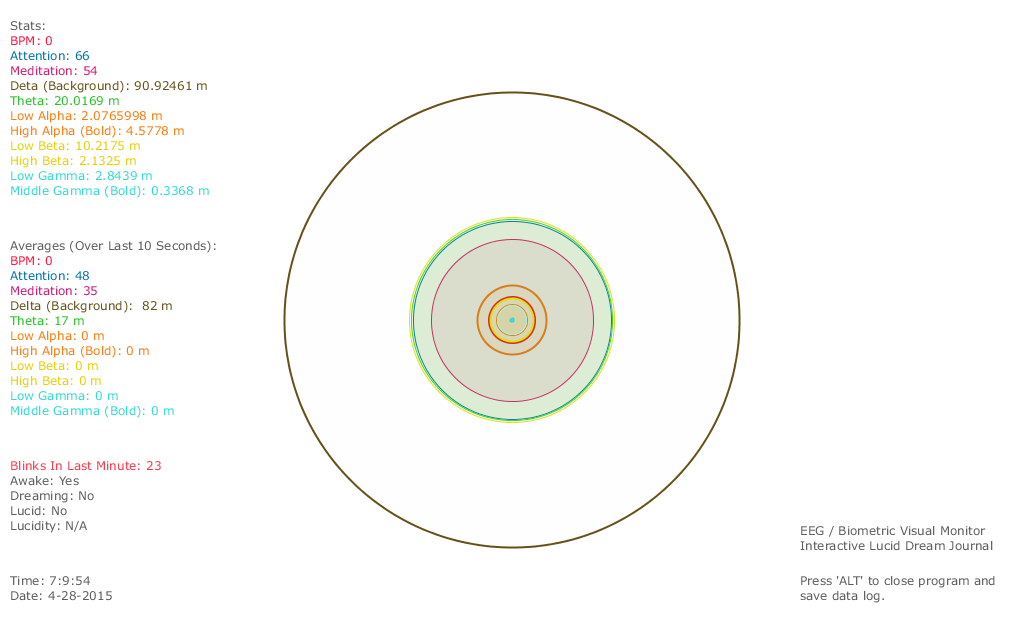 Stats:
BPM: 0
Attention: 66
Meditation: 54
Deta (Background): 90.92461 m
Theta: 20.0169 m
Low Alpha: 2.0765998 m
High Alpha (Bold): 4.5778 m
Low Beta: 10.2175 m
High Beta: 2.1325 m
Low Gamma: 2.8439 m
Middle Gamma (Bold): 0.3368 m
Averages (Over Last 10 Seconds):
BPM: 0
Attention: 48
Meditation: 35
Delta (Background):  82 m
Theta: 17 m
Low Alpha: 0 m
High Alpha (Bold): 0 m
Low Beta: 0 m
High Beta: 0 m
Low Gamma: 0 m
Middle Gamma (Bold): 0 m
Blinks In Last Minute: 23
Awake: Yes
Dreaming: No
Lucid: No
Lucidity: N/A
Time: 7:9:54
Date: 4-28-2015
EEG / Biometric Visual Monitor
Interactive Lucid Dream Journal
Press 'ALT' to close program and
save data log.